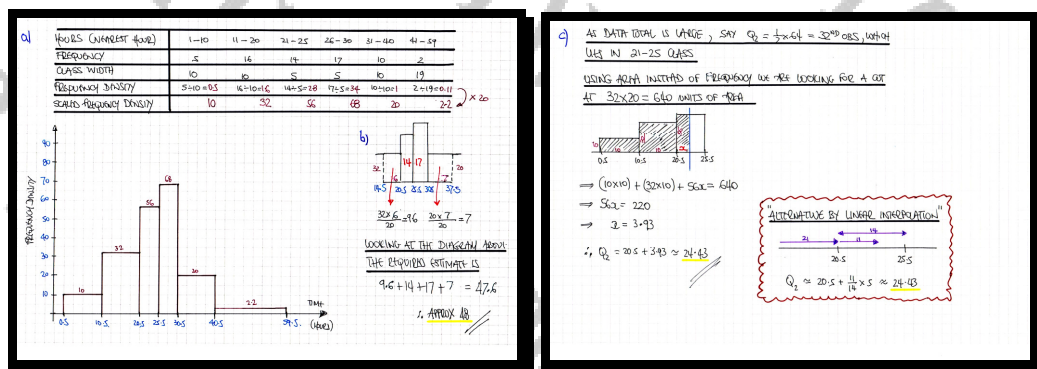 a)
HOURS (NEAREST HOUR) 1-10 11-20 21-25 26-30 31-40 41-59
FREQUENCY 5 16 14 17 10 2
CLASS WIDTH 10 10 5 5 10 19
FREQUENCY DENSITY 5÷10=0.5 16÷10=1.6 14÷5=2.8 17÷5=3.4 10÷10=1 2÷19=0.11
SCALED FREQUENCY DENSITY 10 32 56 68 20 2.2
× 20
FREQUENCY DENSITY
90
80
70
60
50
40
30
20
10
10
32
56
68
20
2.2
0.5 10.5 20.5 25.5 30.5 40.5 59.5
TIME
(HOURS)
b)
32 6 14 17 7 20
14.5 20.5 25.5 30.5 37.5
32×6/20=9.6 20×7/20=7
LOOKING AT THE DIAGRAM ABOVE
THE REQUIRED ESTIMATE IS
9.6+14+17+7 = 47.6
∴ APPROX 48
c)
AS DATA TOTAL IS LARGE, SAY Q₂ = ½×64 = 32ND OBS, WHICH
LIES IN 21-25 CLASS
USING AREA INSTEAD OF FREQUENCY WE ARE LOOKING FOR A CUT
AT 32×20 = 640 UNITS OF AREA
10 10 10 x
0.5 10.5 20.5 25.5
⇒ (10×10) + (32×10) + 56x = 640
⇒ 56x = 220
⇒ x = 3.93
∴ Q₂ = 20.5 + 3.93 ≈ 24.43
"ALTERNATIVE BY LINEAR INTERPOLATION"
14
21 11
20.5 25.5
Q₂ ≈ 20.5 + 11/14 × 5 ≈ 24.43